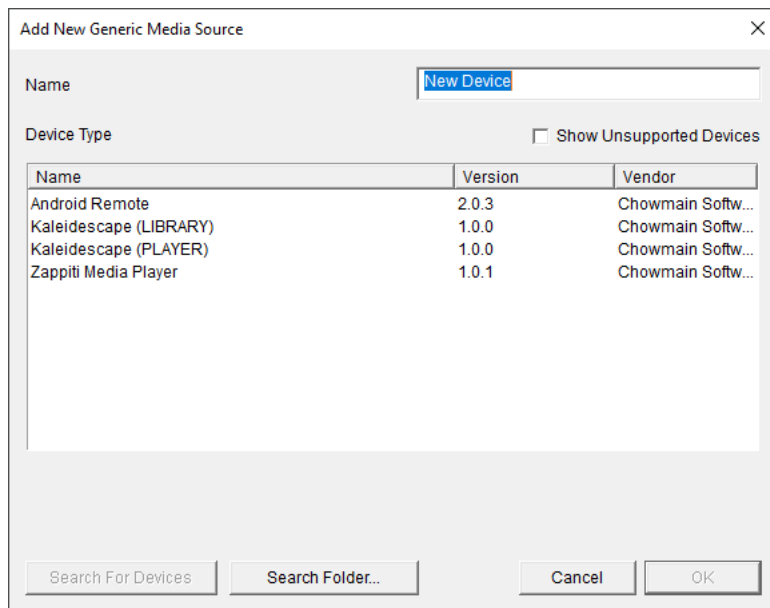 Add New Generic Media Source
Name
New Device
Device Type
Show Unsupported Devices
Name Version Vendor
Android Remote 2.0.3 Chowmain Softw...
Kaleidescape (LIBRARY) 1.0.0 Chowmain Softw...
Kaleidescape (PLAYER) 1.0.0 Chowmain Softw...
Zappiti Media Player 1.0.1 Chowmain Softw...
Search For Devices Search Folder... Cancel OK